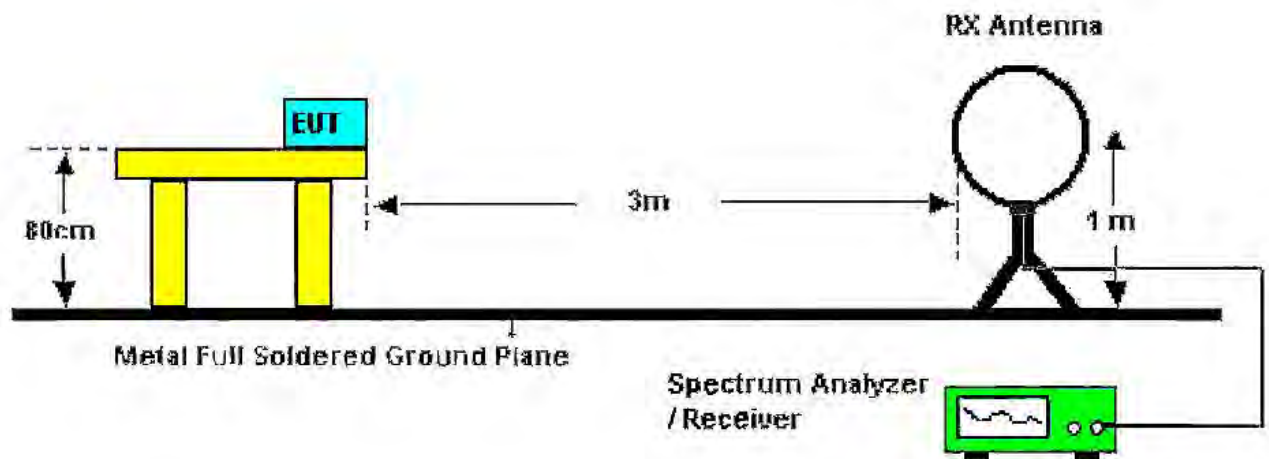 RX Antenna
EUT
80cm
3m
1 m
Metal Full Soldered Ground Plane
Spectrum Analyzer
/ Receiver